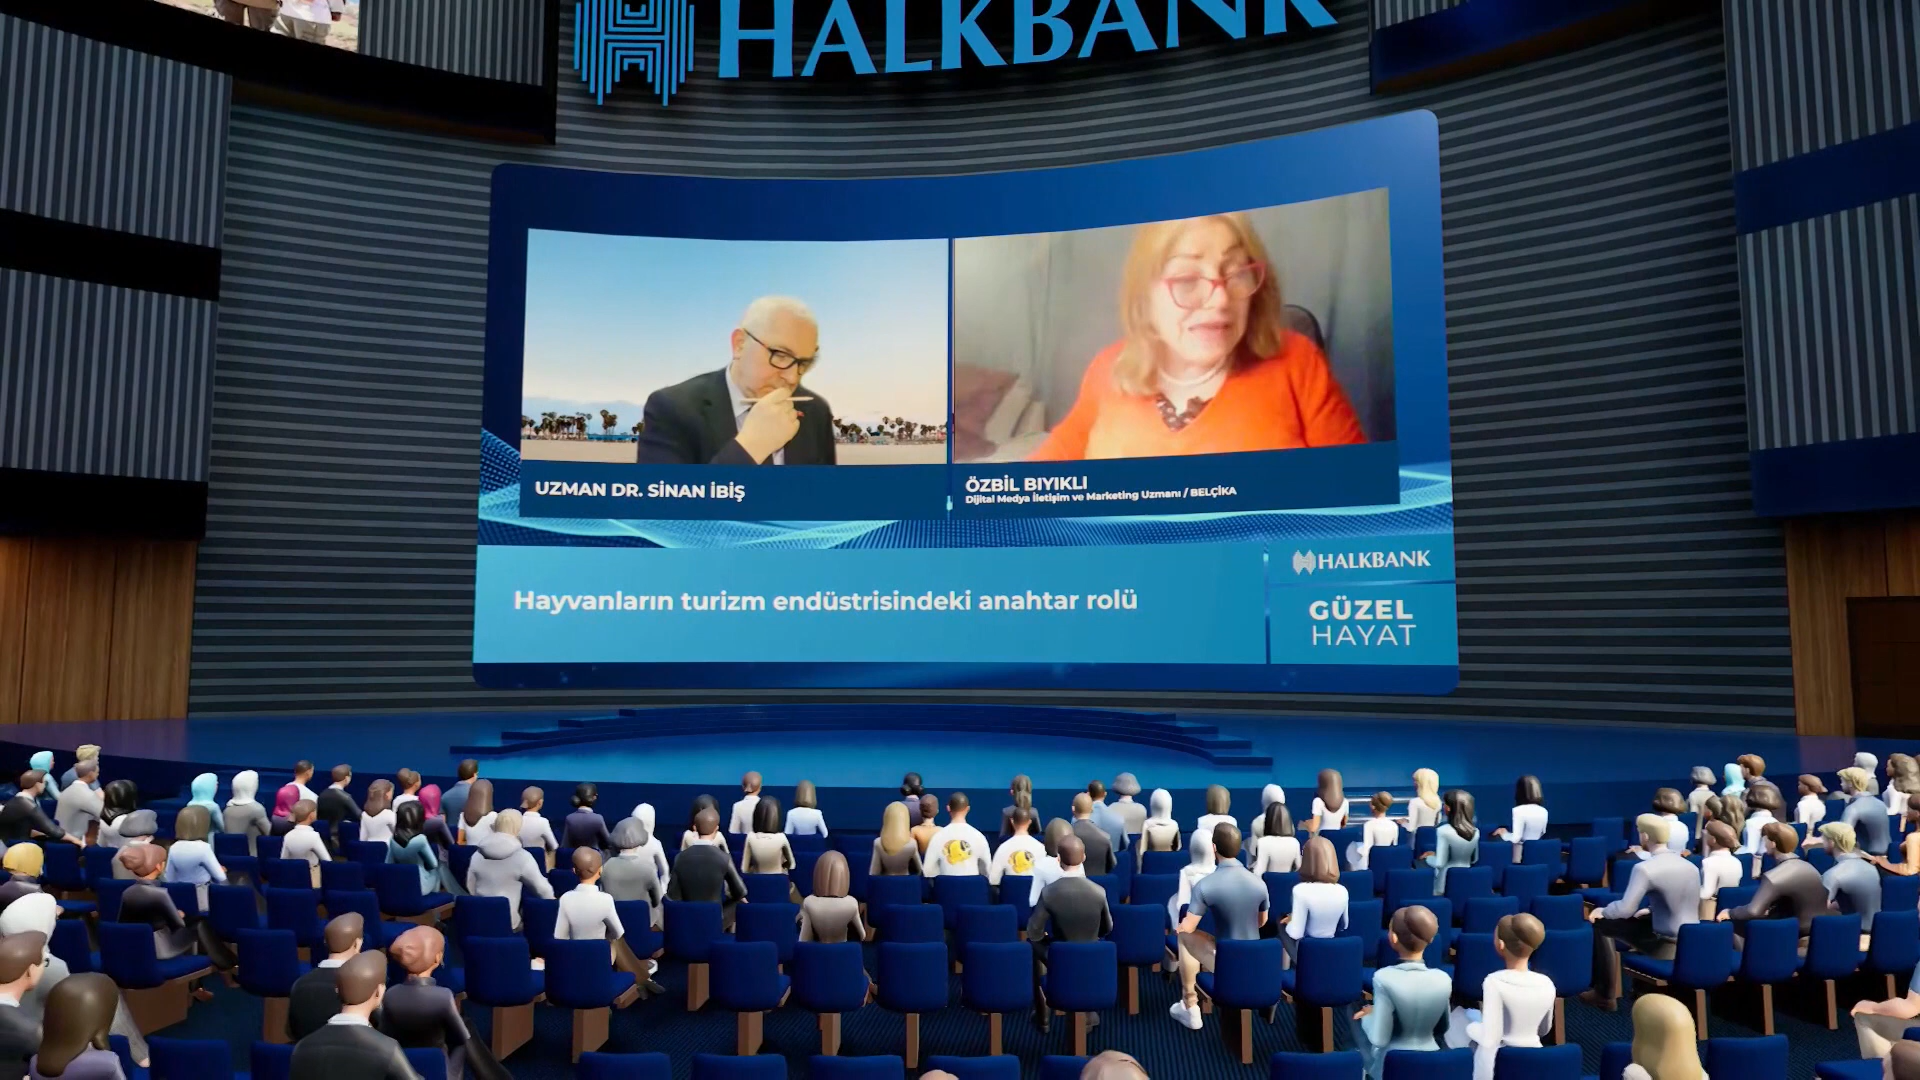 HALKBANK
UZMAN DR. SİNAN İBİŞ
ÖZBİL BIYIKLI
Dijital Medya İletişim ve Marketing Uzmanı / BELÇİKA
Hayvanların turizm endüstrisindeki anahtar rolü
HALKBANK
GÜZEL
HAYAT